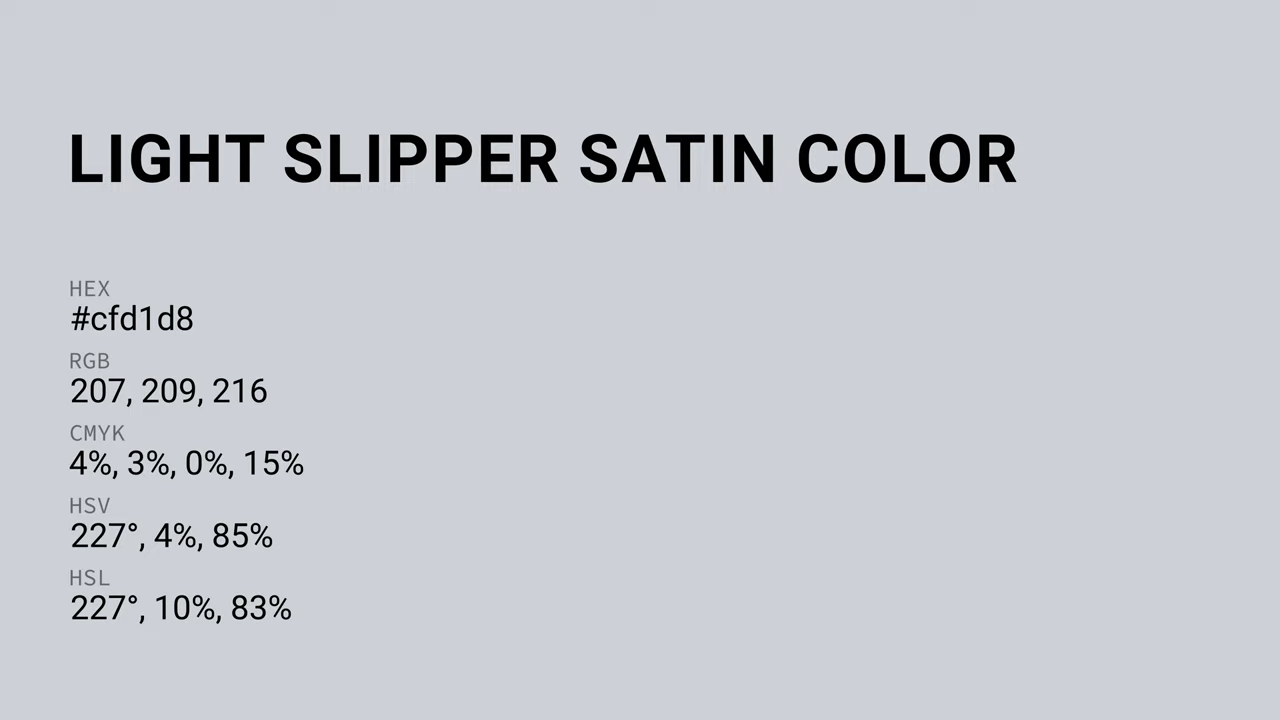 LIGHT SLIPPER SATIN COLOR
HEX
#cfd1d8
RGB
207, 209, 216
CMYK
4%, 3%, 0%, 15%
HSV
227°, 4%, 85%
HSL
227°, 10%, 83%